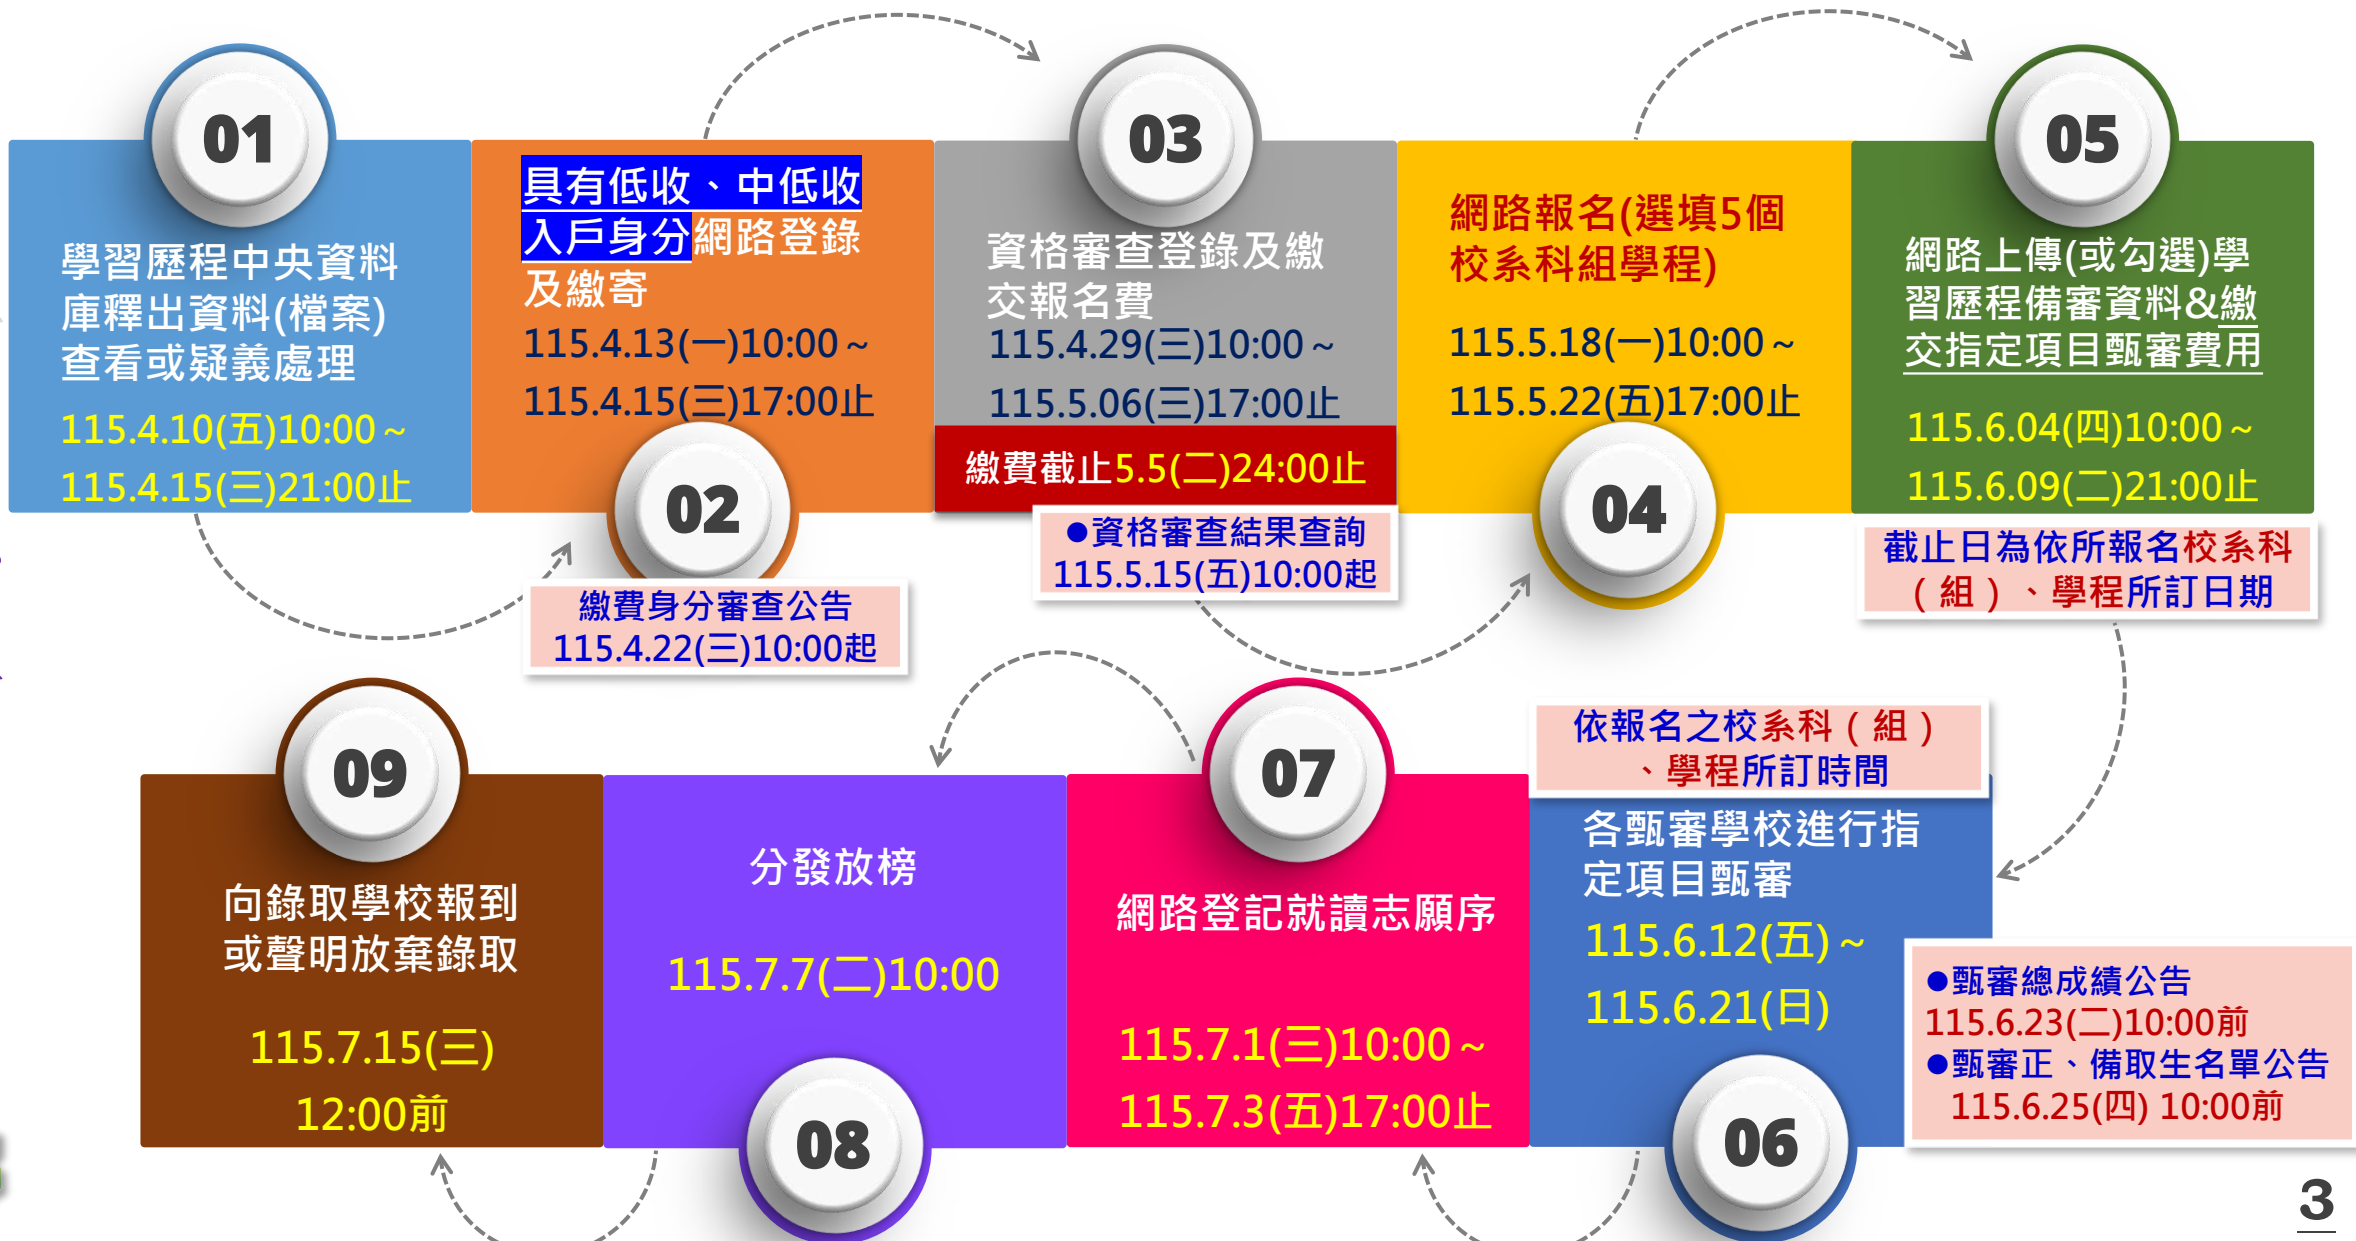 01
學習歷程中央資料
庫釋出資料(檔案)
查看或疑義處理
115.4.10(五)10:00~
115.4.15(三)21:00止
具有低收、中低收
入戶身分網路登錄
及繳寄
115.4.13(一)10:00~
115.4.15(三)17:00止
02
繳費身分審查公告
115.4.22(三)10:00起
03
資格審查登錄及繳
交報名費
115.4.29(三)10:00~
115.5.06(三)17:00止
繳費截止5.5(二)24:00止
●資格審查結果查詢
115.5.15(五)10:00起
網路報名(選填5個
校系科組學程)
115.5.18(一)10:00~
115.5.22(五)17:00止
04
05
網路上傳(或勾選)學
習歷程備審資料&繳
交指定項目甄審費用
115.6.04(四)10:00~
115.6.09(二)21:00止
截止日為依所報名校系科
(組)、學程所訂日期
依報名之校系科(組)
、學程所訂時間
各甄審學校進行指
定項目甄審
115.6.12(五)~
115.6.21(日)
06
●甄審總成績公告
115.6.23(二)10:00前
●甄審正、備取生名單公告
115.6.25(四) 10:00前
07
網路登記就讀志願序
115.7.1(三)10:00~
115.7.3(五)17:00止
分發放榜
115.7.7(二)10:00
08
09
向錄取學校報到
或聲明放棄錄取
115.7.15(三)
12:00前
3